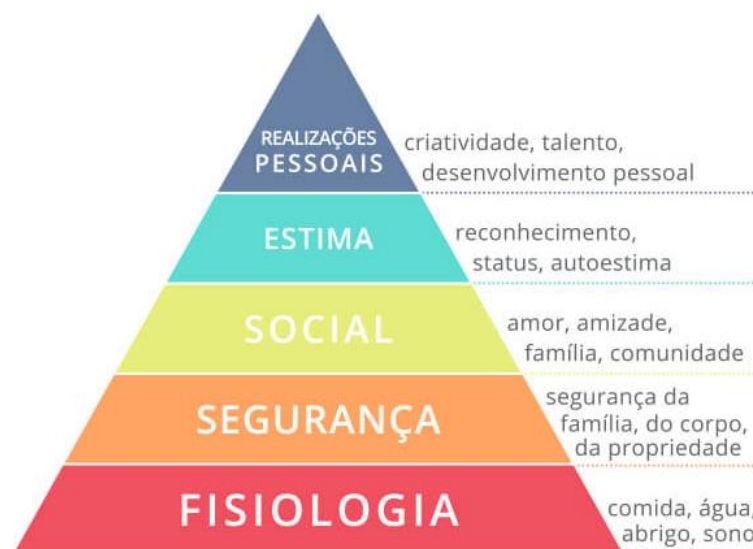 REALIZAÇÕES
PESSOAIS
criatividade, talento,
desenvolvimento pessoal
ESTIMA
reconhecimento,
status, autoestima
SOCIAL
amor, amizade,
família, comunidade
SEGURANÇA
segurança da
família, do corpo,
da propriedade
FISIOLOGIA
comida, água,
abrigo, sono